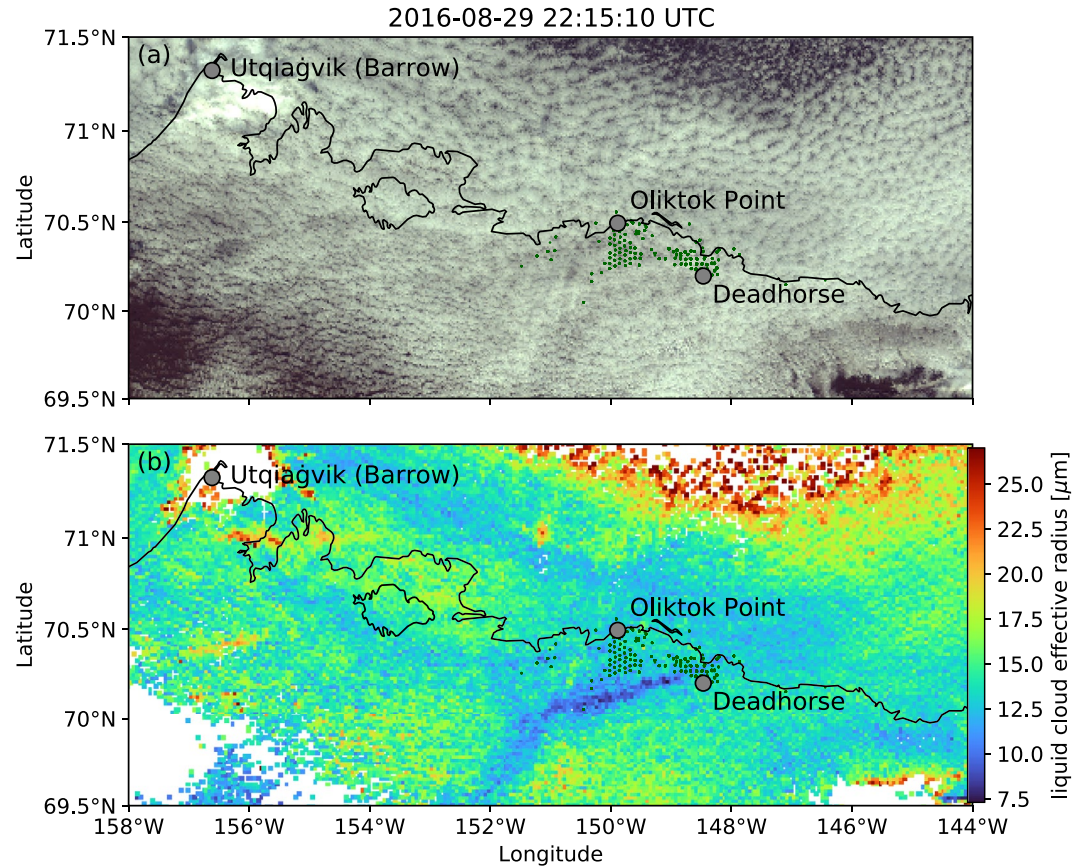 2016-08-29 22:15:10 UTC
71.5°N
71°N
70.5°N
70°N
69.5°N
Latitude
(a)
Utqiaġvik (Barrow)
Oliktok Point
Deadhorse
71.5°N
71°N
70.5°N
70°N
69.5°N
Latitude
(b)
Utqiaġvik (Barrow)
Oliktok Point
Deadhorse
158°W 156°W 154°W 152°W 150°W 148°W 146°W 144°W
Longitude
25.0
22.5
20.0
17.5
15.0
12.5
10.0
7.5
liquid cloud effective radius [μm]